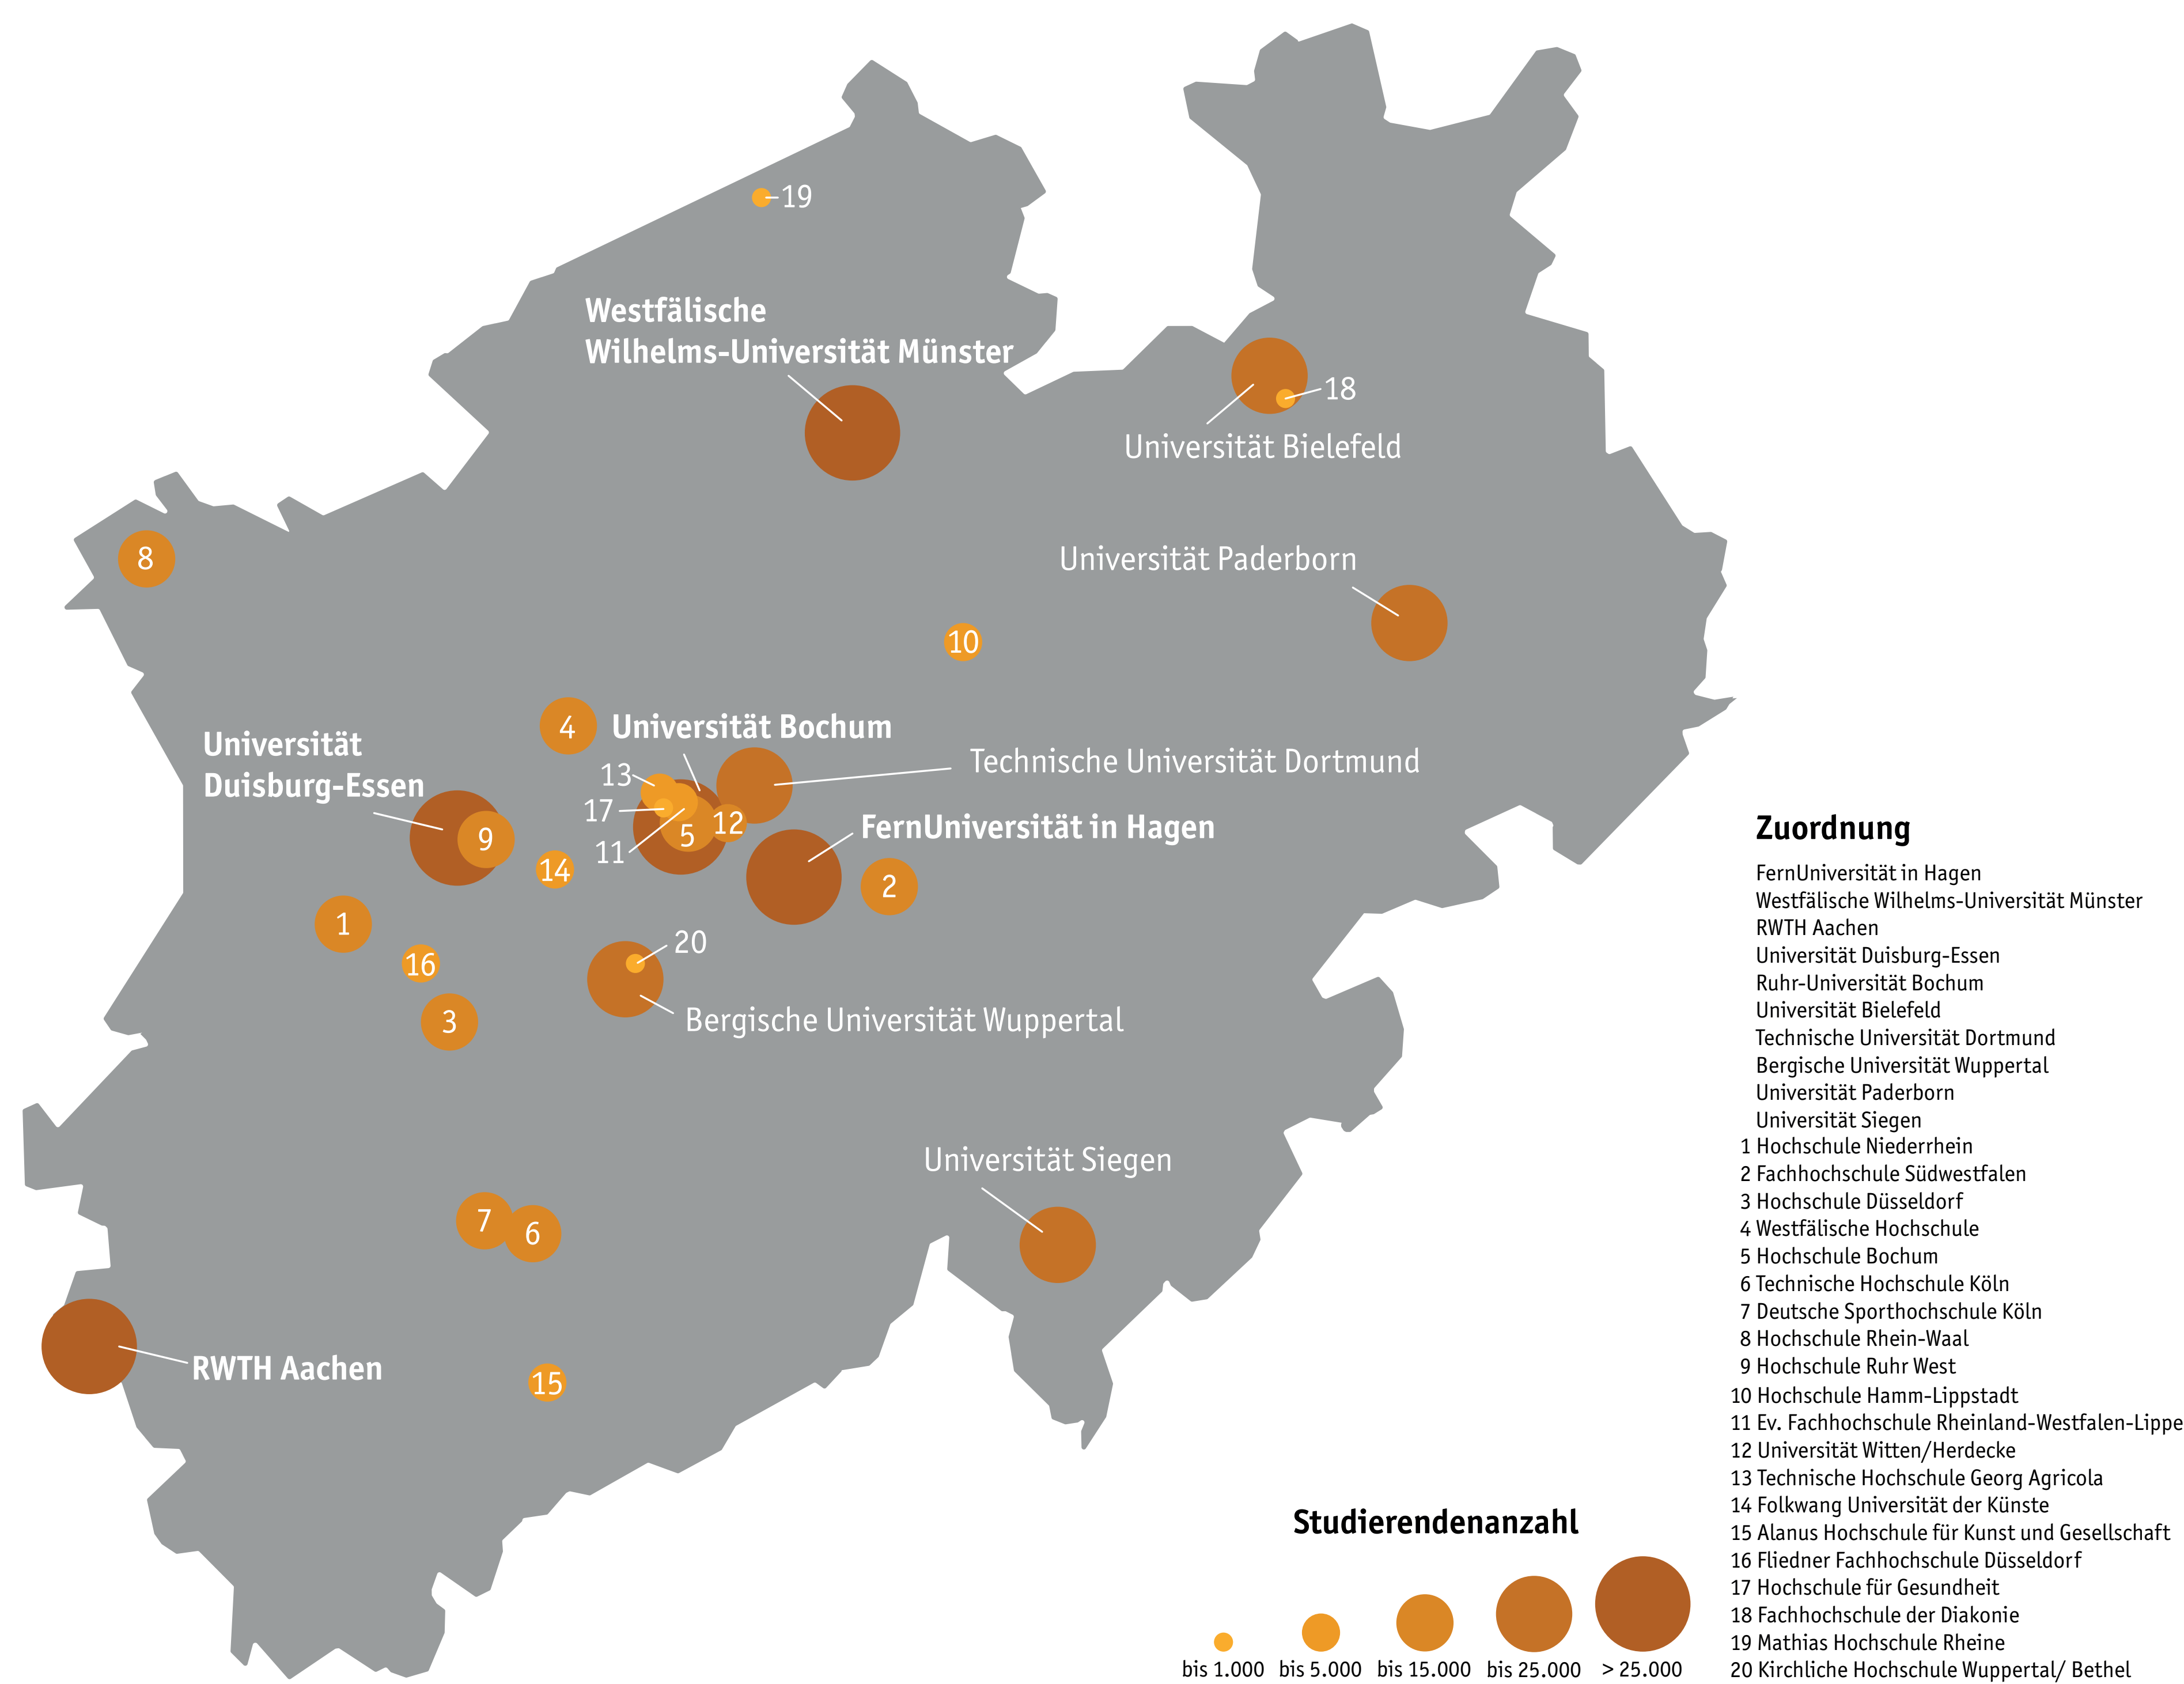 19
Westfälische
Wilhelms-Universität Münster
18
Universität Bielefeld
8
Universität Paderborn
10
4
Universität Bochum
Universität
Duisburg-Essen
Technische Universität Dortmund
13
17
5
12
9
11
FernUniversität in Hagen
14
2
1
20
16
3
Bergische Universität Wuppertal
Universität Siegen
7
6
RWTH Aachen
15
Zuordnung
FernUniversität in Hagen
Westfälische Wilhelms-Universität Münster
RWTH Aachen
Universität Duisburg-Essen
Ruhr-Universität Bochum
Universität Bielefeld
Technische Universität Dortmund
Bergische Universität Wuppertal
Universität Paderborn
Universität Siegen
1 Hochschule Niederrhein
2 Fachhochschule Südwestfalen
3 Hochschule Düsseldorf
4 Westfälische Hochschule
5 Hochschule Bochum
6 Technische Hochschule Köln
7 Deutsche Sporthochschule Köln
8 Hochschule Rhein-Waal
9 Hochschule Ruhr West
10 Hochschule Hamm-Lippstadt
11 Ev. Fachhochschule Rheinland-Westfalen-Lippe
12 Universität Witten/Herdecke
13 Technische Hochschule Georg Agricola
14 Folkwang Universität der Künste
15 Alanus Hochschule für Kunst und Gesellschaft
16 Fliedner Fachhochschule Düsseldorf
17 Hochschule für Gesundheit
18 Fachhochschule der Diakonie
19 Mathias Hochschule Rheine
20 Kirchliche Hochschule Wuppertal/ Bethel
Studierendenanzahl
bis 1.000 bis 5.000 bis 15.000 bis 25.000 > 25.000